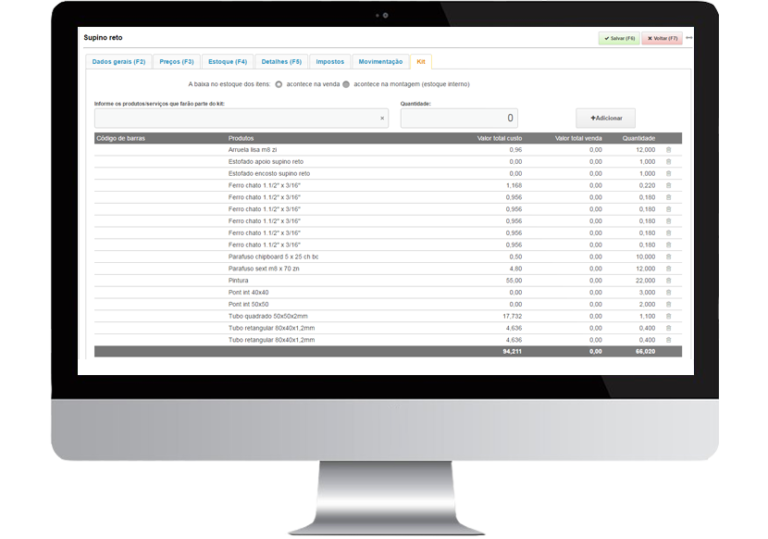 Supino reto
Salvar (F6) Voltar (F7)
Dados gerais (F2) Preços (F3) Estoque (F4) Detalhes (F5) Impostos Movimentação Kit
A baixa no estoque dos itens: acontece na venda acontece na montagem (estoque interno)
Informe os produtos/serviços que farão parte do kit: Quantidade:
× 0 +Adicionar
Código de barras Produtos Valor total custo Valor total venda Quantidade
Arruela lisa m8 zi 0,96 0,00 12,000
Estofado apoio supino reto 0,00 0,00 1,000
Estofado encosto supino reto 0,00 0,00 1,000
Ferro chato 1.1/2" x 3/16" 1,168 0,00 0,220
Ferro chato 1.1/2" x 3/16" 0,956 0,00 0,180
Ferro chato 1.1/2" x 3/16" 0,956 0,00 0,180
Ferro chato 1.1/2" x 3/16" 0,956 0,00 0,180
Ferro chato 1.1/2" x 3/16" 0,956 0,00 0,180
Ferro chato 1.1/2" x 3/16" 0,956 0,00 0,180
Parafuso chipboard 5 x 25 ch bc 0,50 0,00 10,000
Parafuso sext m8 x 70 zn 4,80 0,00 12,000
Pintura 55,00 0,00 22,000
Pont int 40x40 0,00 0,00 3,000
Pont int 50x50 0,00 0,00 2,000
Tubo quadrado 50x50x2mm 17,732 0,00 1,100
Tubo retangular 80x40x1,2mm 4,636 0,00 0,400
Tubo retangular 80x40x1,2mm 4,636 0,00 0,400
94,211 0,00 66,020